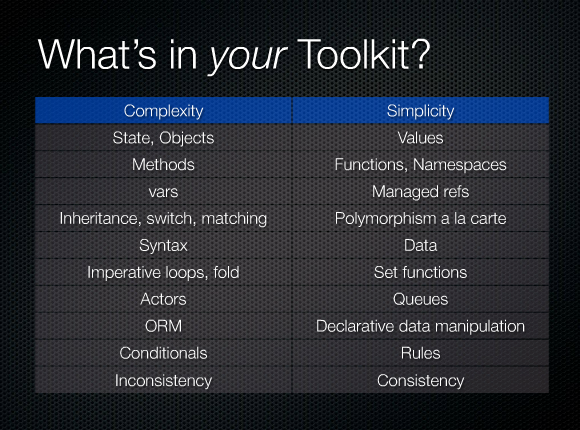 What's in your Toolkit?
Complexity Simplicity
State, Objects Values
Methods Functions, Namespaces
vars Managed refs
Inheritance, switch, matching Polymorphism a la carte
Syntax Data
Imperative loops, fold Set functions
Actors Queues
ORM Declarative data manipulation
Conditionals Rules
Inconsistency Consistency